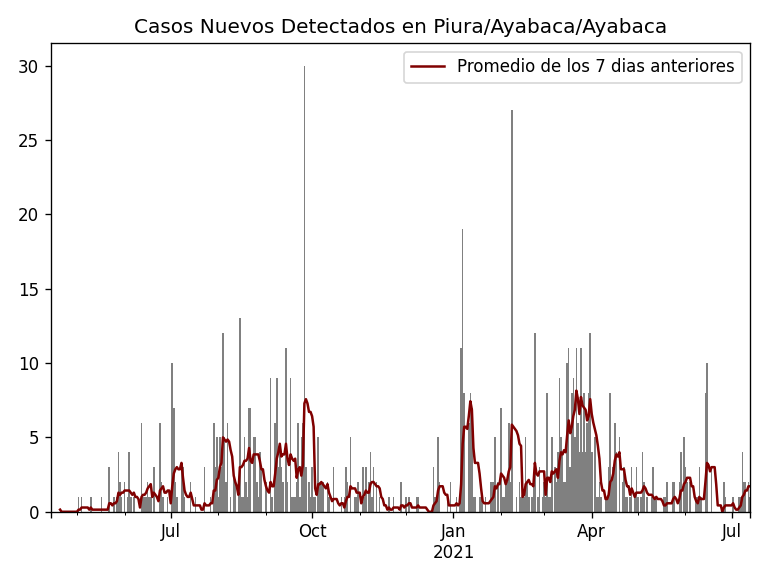 Casos Nuevos Detectados en Piura/Ayabaca/Ayabaca
Promedio de los 7 dias anteriores
30
25
20
15
10
5
0
Jul Oct Jan Apr Jul
2021